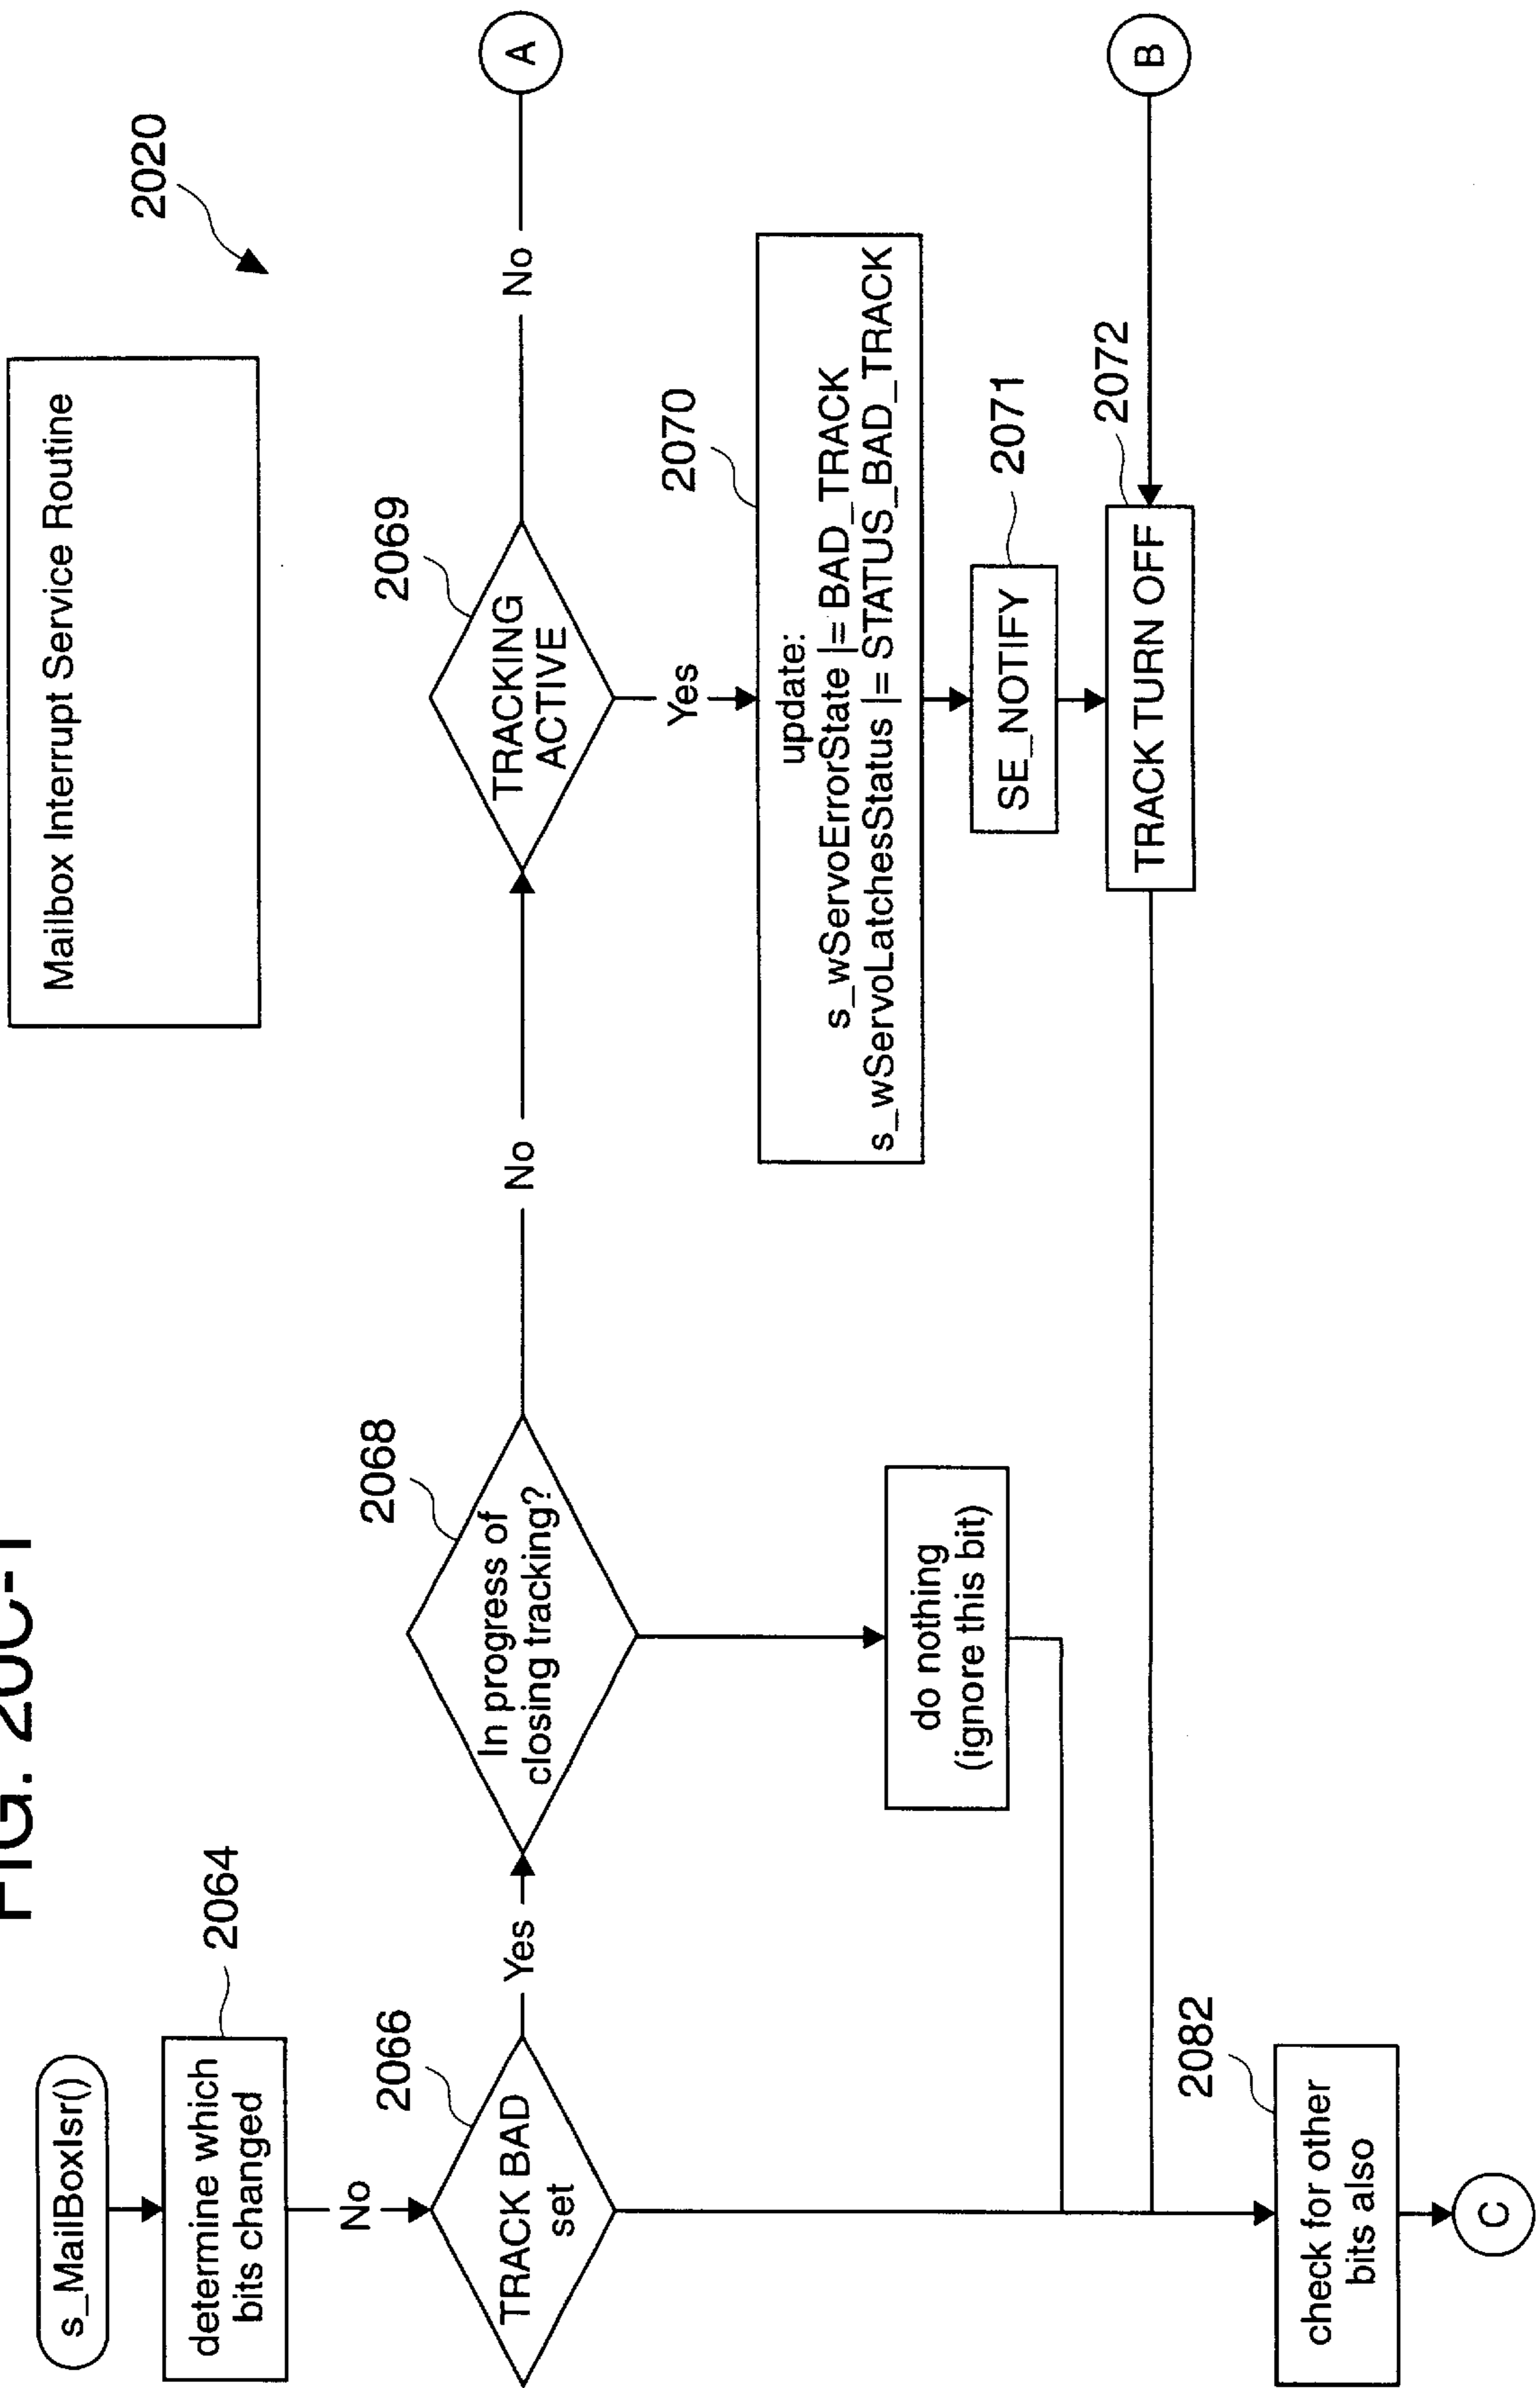 FIG. 20C-1
Mailbox Interrupt Service Routine
2020
s_MailBoxIsr()
2064
determine which
bits changed
No
2066
TRACK BAD
set
Yes
2068
In progress of
closing tracking?
No
2069
TRACKING
ACTIVE
No
A
Yes
do nothing
(ignore this bit)
2070
update:
s_wServoErrorState |= BAD_TRACK
s_wServoLatchesStatus |= STATUS_BAD_TRACK
2071
SE_NOTIFY
2072
TRACK TURN OFF
B
2082
check for other
bits also
C